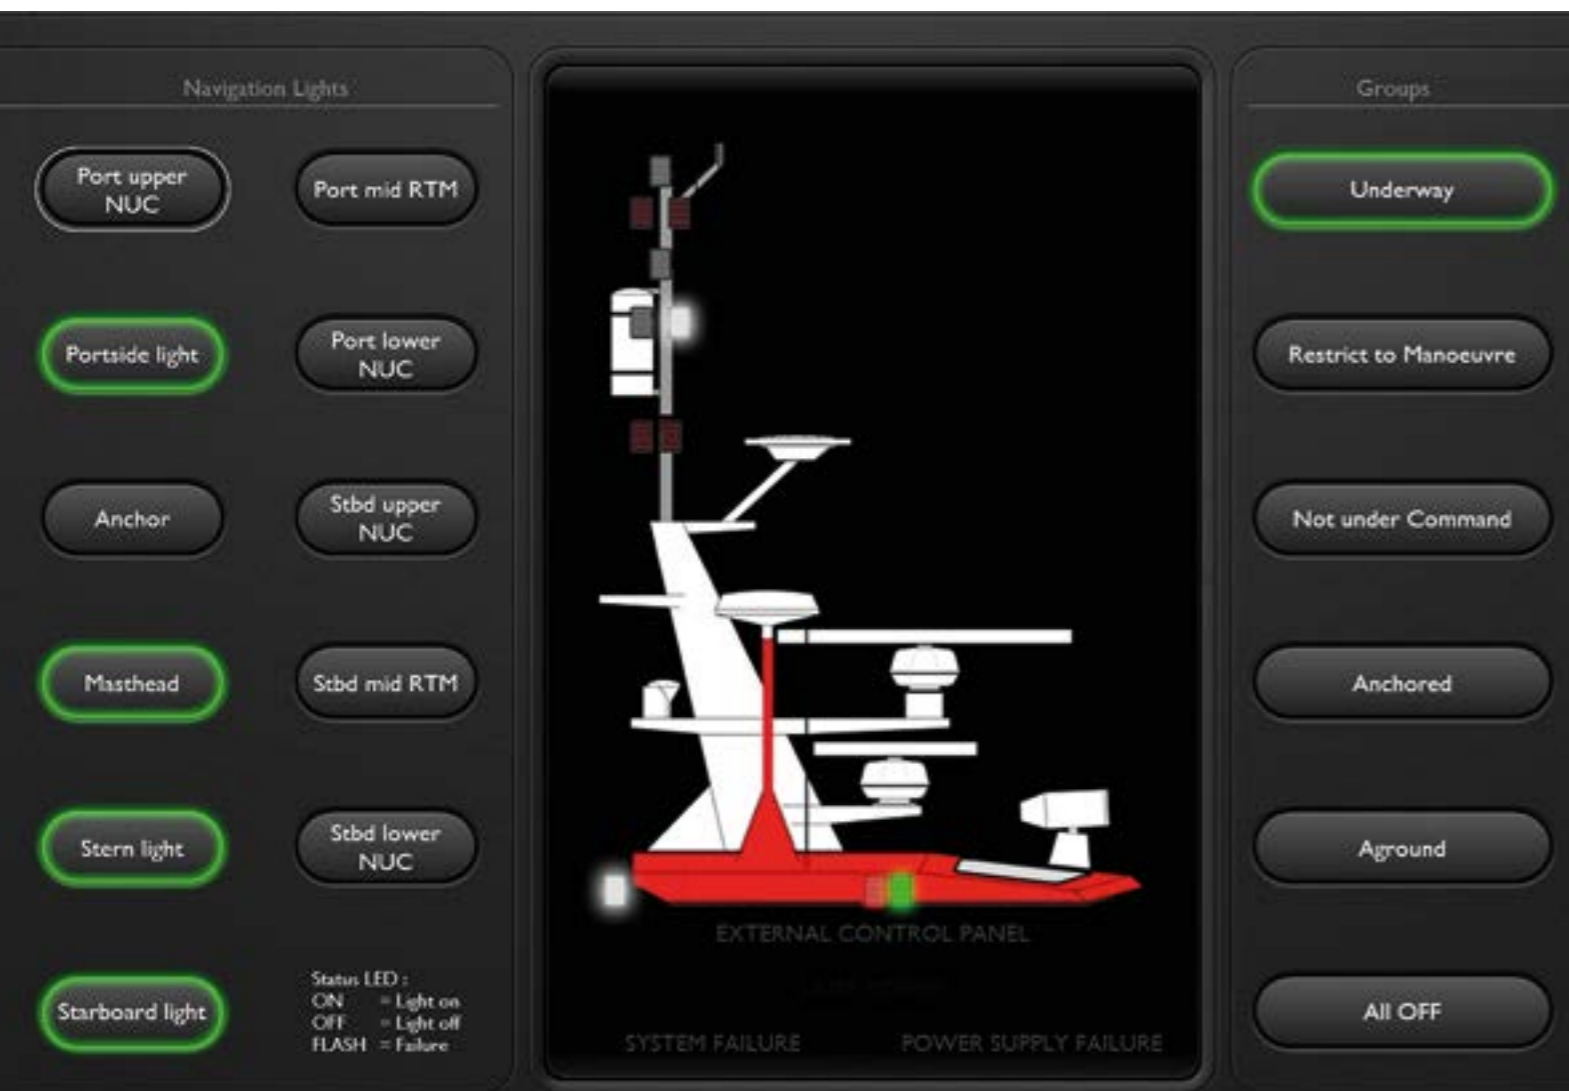 Navigation Lights
Port upper
NUC
Port mid RTM
Portside light
Port lower
NUC
Anchor
Stbd upper
NUC
Masthead
Stbd mid RTM
Stern light
Stbd lower
NUC
Starboard light
Status LED :
ON = Light on
OFF = Light off
FLASH = Failure
EXTERNAL CONTROL PANEL
SYSTEM FAILURE
POWER SUPPLY FAILURE
Groups
Underway
Restrict to Manoeuvre
Not under Command
Anchored
Aground
All OFF